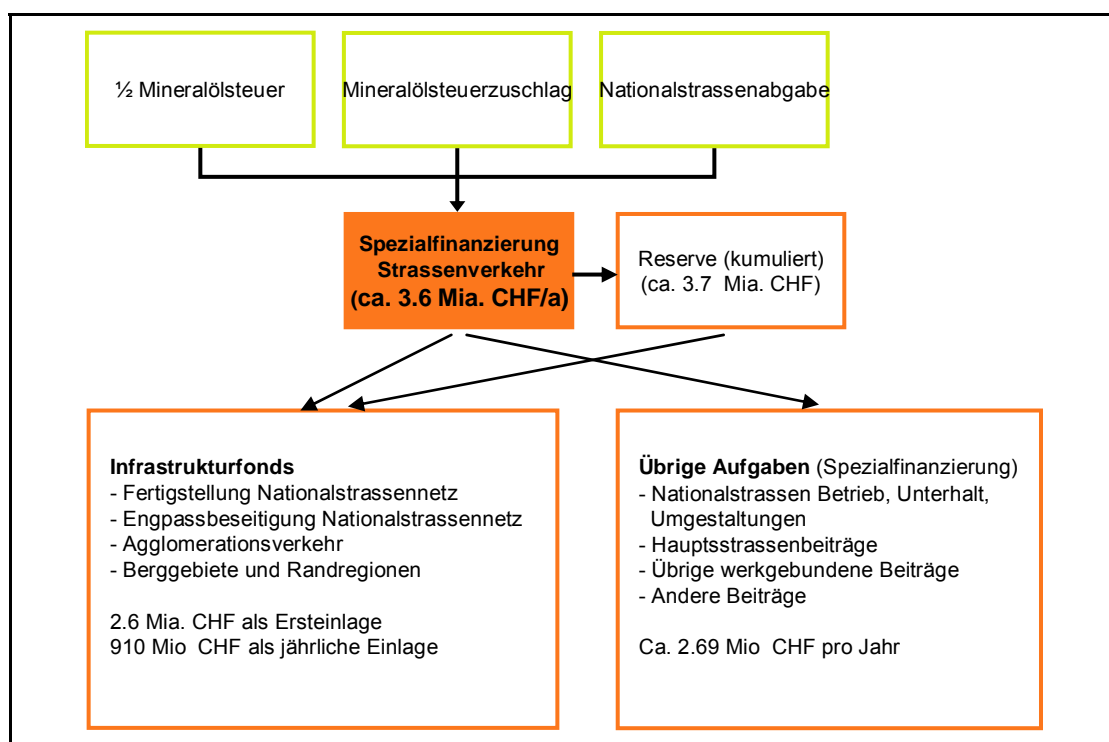 ½ Mineralölsteuer
Mineralölsteuerzuschlag
Nationalstrassenabgabe
Spezialfinanzierung
Strassenverkehr
(ca. 3.6 Mia. CHF/a)
Reserve (kumuliert)
(ca. 3.7 Mia. CHF)
Infrastrukturfonds
- Fertigstellung Nationalstrassennetz
- Engpassbeseitigung Nationalstrassennetz
- Agglomerationsverkehr
- Berggebiete und Randregionen
2.6 Mia. CHF als Ersteinlage
910 Mio CHF als jährliche Einlage
Übrige Aufgaben (Spezialfinanzierung)
- Nationalstrassen Betrieb, Unterhalt,
Umgestaltungen
- Hauptsstrassenbeiträge
- Übrige werkgebundene Beiträge
- Andere Beiträge
Ca. 2.69 Mio CHF pro Jahr